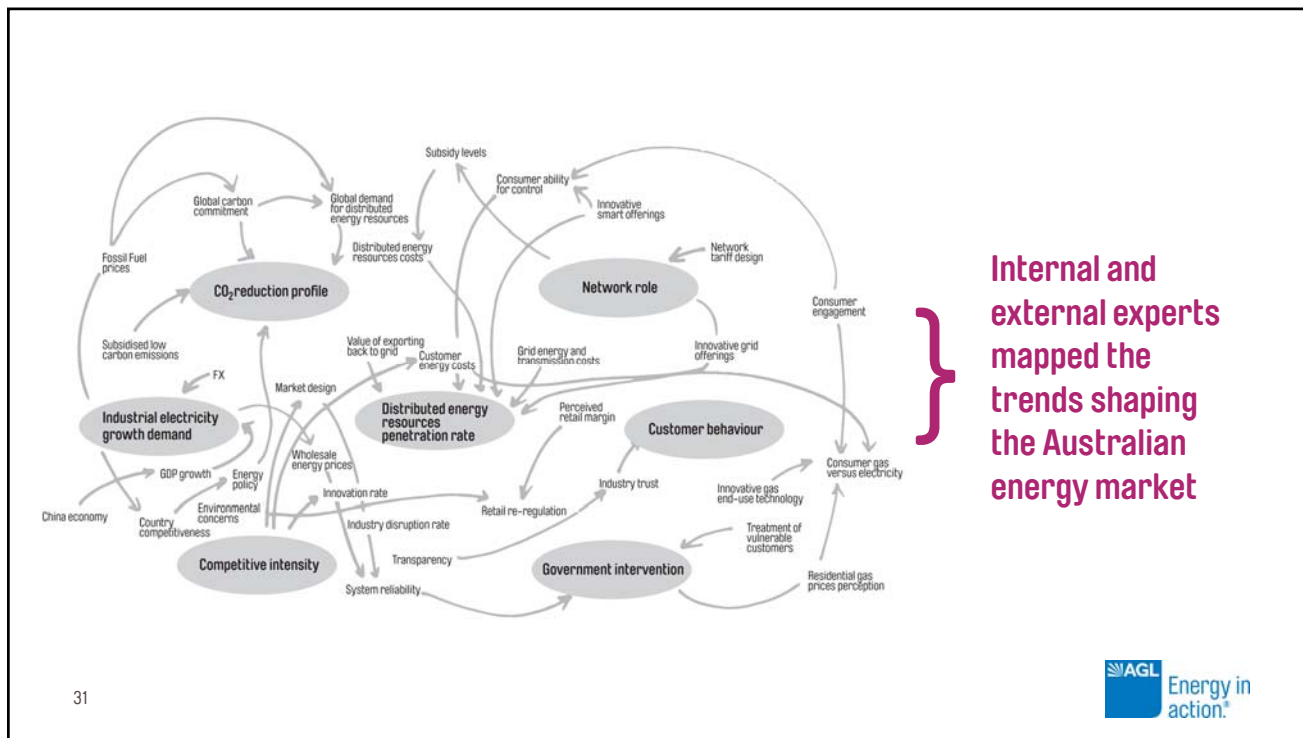 Subsidy levels
Consumer ability
for control
Global carbon
commitment
Global demand
for distributed
energy resources
Innovative
smart offerings
Fossil Fuel
prices
Distributed energy
resources costs
Network
tariff design
CO₂ reduction profile
Network role
Consumer
engagement
Subsidised low
carbon emissions
Value of exporting
back to grid
Customer
energy costs
Grid energy and
transmission costs
Innovative grid
offerings
FX
Market design
Industrial electricity
growth demand
Distributed energy
resources
penetration rate
Perceived
retail margin
Customer behaviour
Wholesale
energy prices
Consumer gas
versus electricity
GDP growth
Energy
policy
Innovation rate
Industry trust
Innovative gas
end-use technology
China economy
Country
competitiveness
Environmental
concerns
Retail re-regulation
Industry disruption rate
Treatment of
vulnerable
customers
Competitive intensity
Transparency
Government intervention
System reliability
Residential gas
prices perception
}
Internal and
external experts
mapped the
trends shaping
the Australian
energy market
31
AGL
Energy in
action.®